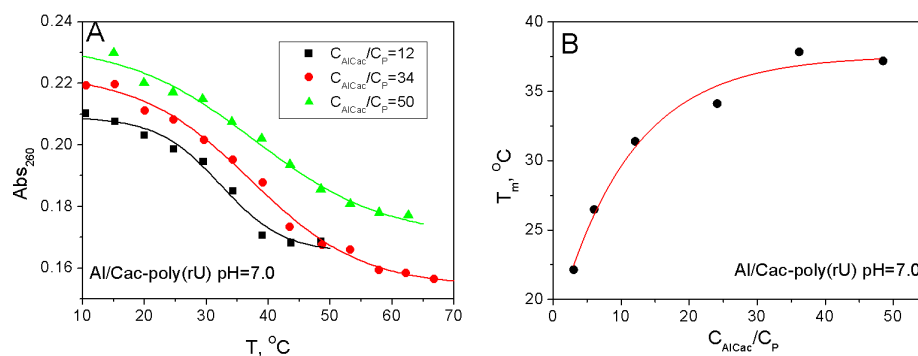 A
0.24
0.22
0.20
0.18
0.16
Abs260
CAlCac/CP=12
CAlCac/CP=34
CAlCac/CP=50
Al/Cac-poly(rU) pH=7.0
10 20 30 40 50 60 70
T, °C
B
40
35
30
25
20
Tm, °C
Al/Cac-poly(rU) pH=7.0
0 10 20 30 40 50
CAlCac/CP